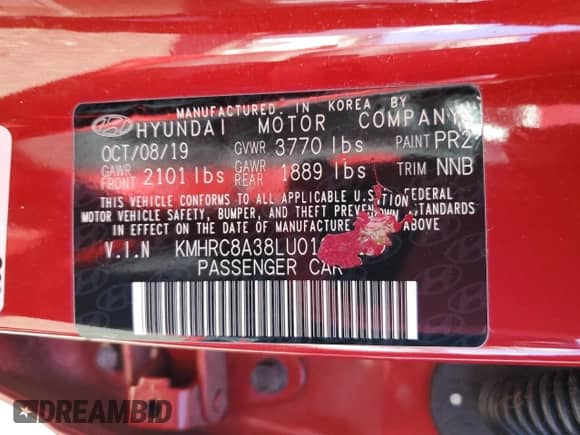 MANUFACTURED IN KOREA BY
HYUNDAI MOTOR COMPANY
OCT/08/19 GVWR 3770 lbs PAINT PR2
GAWR FRONT 2101 lbs GAWR REAR 1889 lbs TRIM NNB
THIS VEHICLE CONFORMS TO ALL APPLICABLE U.S. FEDERAL
MOTOR VEHICLE SAFETY, BUMPER, AND THEFT PREVENTION STANDARDS
IN EFFECT ON THE DATE OF MANUFACTURE SHOWN ABOVE.
V.I.N KMHRC8A38LU01
PASSENGER CAR
DREAMBID